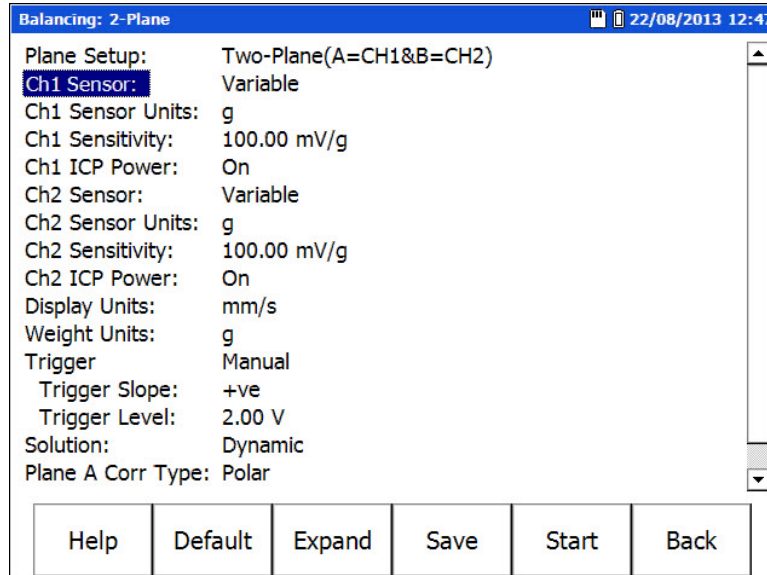 Balancing: 2-Plane 22/08/2013 12:47
Plane Setup: Two-Plane(A=CH1&B=CH2)
Ch1 Sensor: Variable
Ch1 Sensor Units: g
Ch1 Sensitivity: 100.00 mV/g
Ch1 ICP Power: On
Ch2 Sensor: Variable
Ch2 Sensor Units: g
Ch2 Sensitivity: 100.00 mV/g
Ch2 ICP Power: On
Display Units: mm/s
Weight Units: g
Trigger Manual
Trigger Slope: +ve
Trigger Level: 2.00 V
Solution: Dynamic
Plane A Corr Type: Polar
Help Default Expand Save Start Back